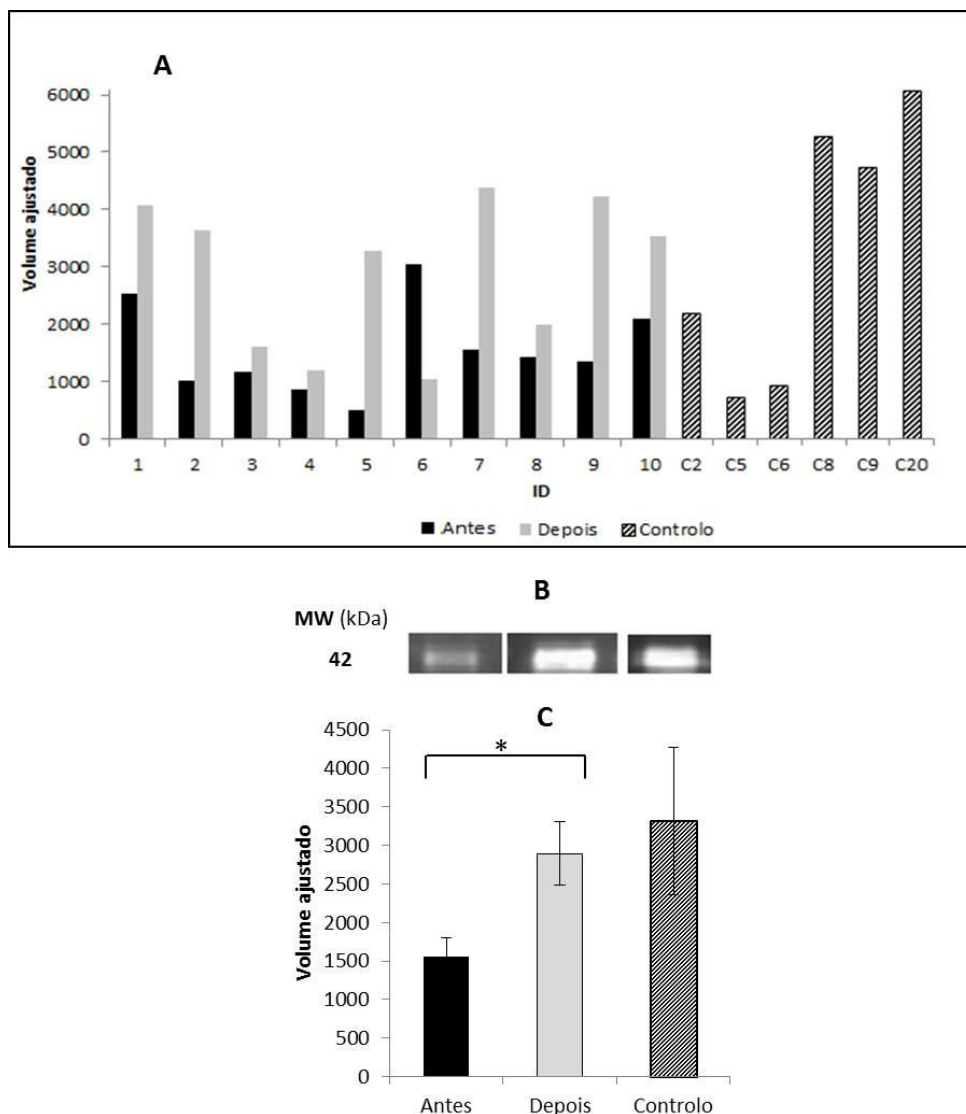 A
Volume ajustado
6000
5000
4000
3000
2000
1000
0
1 2 3 4 5 6 7 8 9 10 C2 C5 C6 C8 C9 C20
ID
Antes Depois Controlo
B
MW (kDa)
42
C
Volume ajustado
4500
4000
3500
3000
2500
2000
1500
1000
500
0
*
Antes Depois Controlo